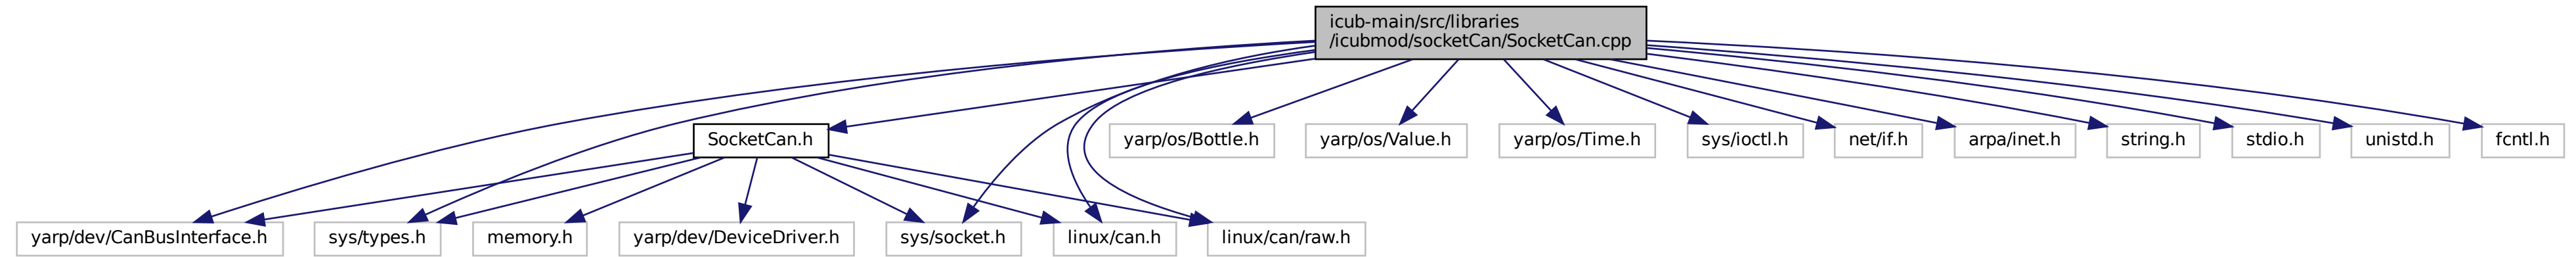 icub-main/src/libraries
/icubmod/socketCan/SocketCan.cpp
SocketCan.h
yarp/os/Bottle.h
yarp/os/Value.h
yarp/os/Time.h
sys/ioctl.h
net/if.h
arpa/inet.h
string.h
stdio.h
unistd.h
fcntl.h
yarp/dev/CanBusInterface.h
sys/types.h
memory.h
yarp/dev/DeviceDriver.h
sys/socket.h
linux/can.h
linux/can/raw.h